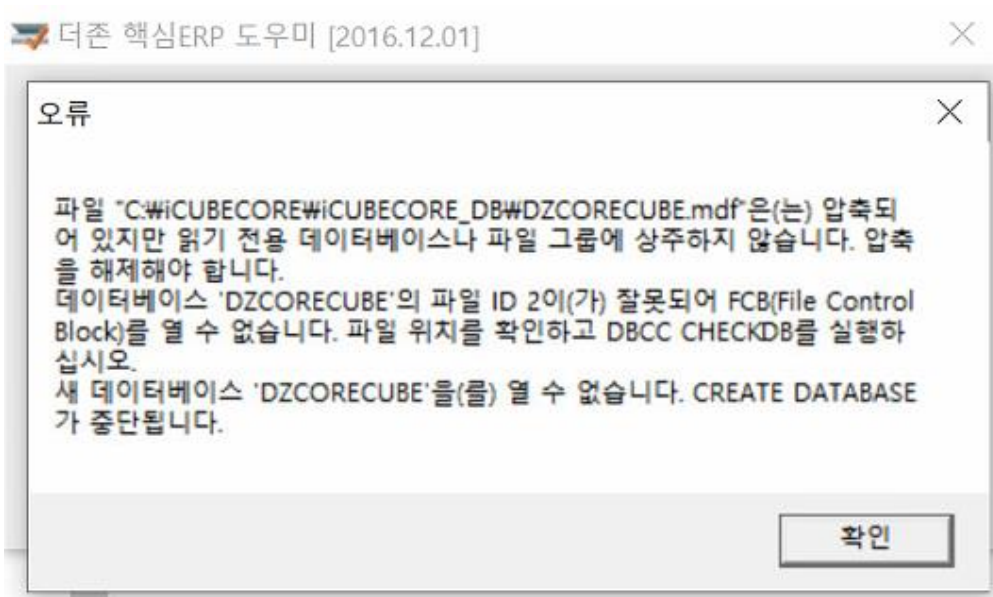 더존 핵심ERP 도우미 [2016.12.01]
오류
파일 "C:₩iCUBECORE₩iCUBECORE_DB₩DZCORECUBE.mdf"은(는) 압축되
어 있지만 읽기 전용 데이터베이스나 파일 그룹에 상주하지 않습니다. 압축
을 해제해야 합니다.
데이터베이스 'DZCORECUBE'의 파일 ID 2이(가) 잘못되어 FCB(File Control
Block)를 열 수 없습니다. 파일 위치를 확인하고 DBCC CHECKDB를 실행하
십시오.
새 데이터베이스 'DZCORECUBE'을(를) 열 수 없습니다. CREATE DATABASE
가 중단됩니다.
확인